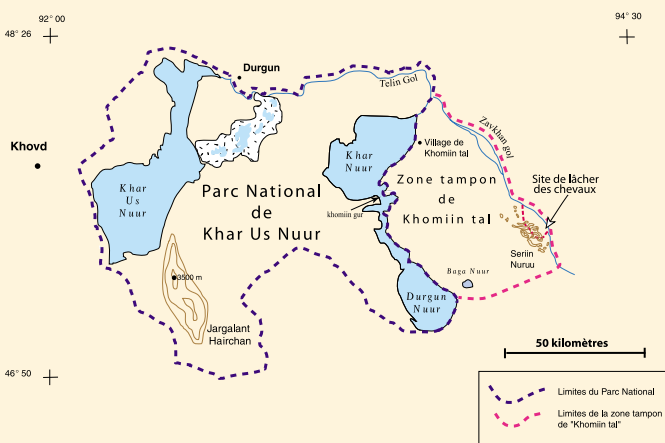 92° 00
94° 30
48° 26
Durgun
Telin Gol
Zavkhan gol
Khovd
Village de
Khomiin tal
Khar
Nuur
Khar
Us
Nuur
Parc National
de
Khar Us Nuur
Zone tampon
de
Khomiin tal
Site de lâcher
des chevaux
khomiin gur
Seriin
Nuruu
3500 m
Baga Nuur
Durgun
Nuur
Jargalant
Hairchan
50 kilomètres
46° 50
Limites du Parc National
Limites de la zone tampon
de "Khomiin tal"